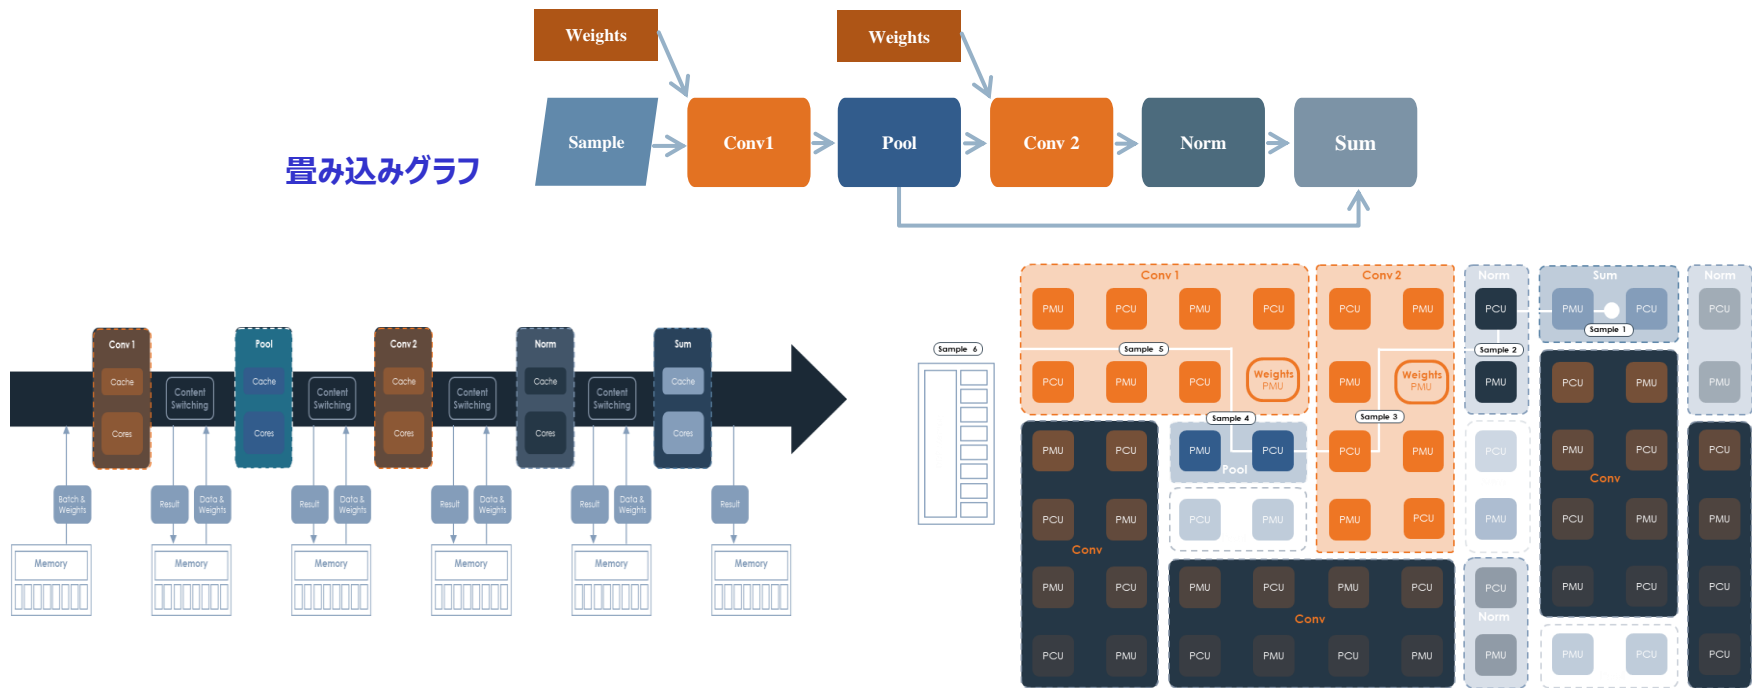 Weights
Weights
Sample
Conv1
Pool
Conv 2
Norm
Sum
畳み込みグラフ
Conv 1
Pool
Conv 2
Norm
Sum
Cache
Cache
Cache
Cache
Cache
Content
Switching
Content
Switching
Content
Switching
Content
Switching
Cores
Cores
Cores
Cores
Cores
Batch &
Weights
Result
Data &
Weights
Result
Data &
Weights
Result
Data &
Weights
Result
Data &
Weights
Result
Memory
Memory
Memory
Memory
Memory
Memory
Sample 6
Conv 1
PMU
PCU
PMU
PCU
Sample 5
PCU
PMU
PCU
Weights
PMU
Conv 2
PCU
PMU
PMU
Weights
PMU
Sample 3
PCU
PMU
PMU
PCU
Norm
PCU
Sample 2
PMU
Sum
PMU
PCU
Sample 1
Norm
PCU
PMU
Sample 4
PMU
PCU
Pool
PCU
PMU
PMU
PCU
PCU
PMU
Conv
PMU
PCU
PCU
PMU
PMU
PCU
PMU
PCU
Conv
PCU
PMU
PCU
PMU
PCU
PMU
PCU
Norm
PMU
PCU
PMU
PMU
PCU
Conv
PCU
PMU
PMU
PCU
PMU
PCU
PCU
PMU
PCU
PCU